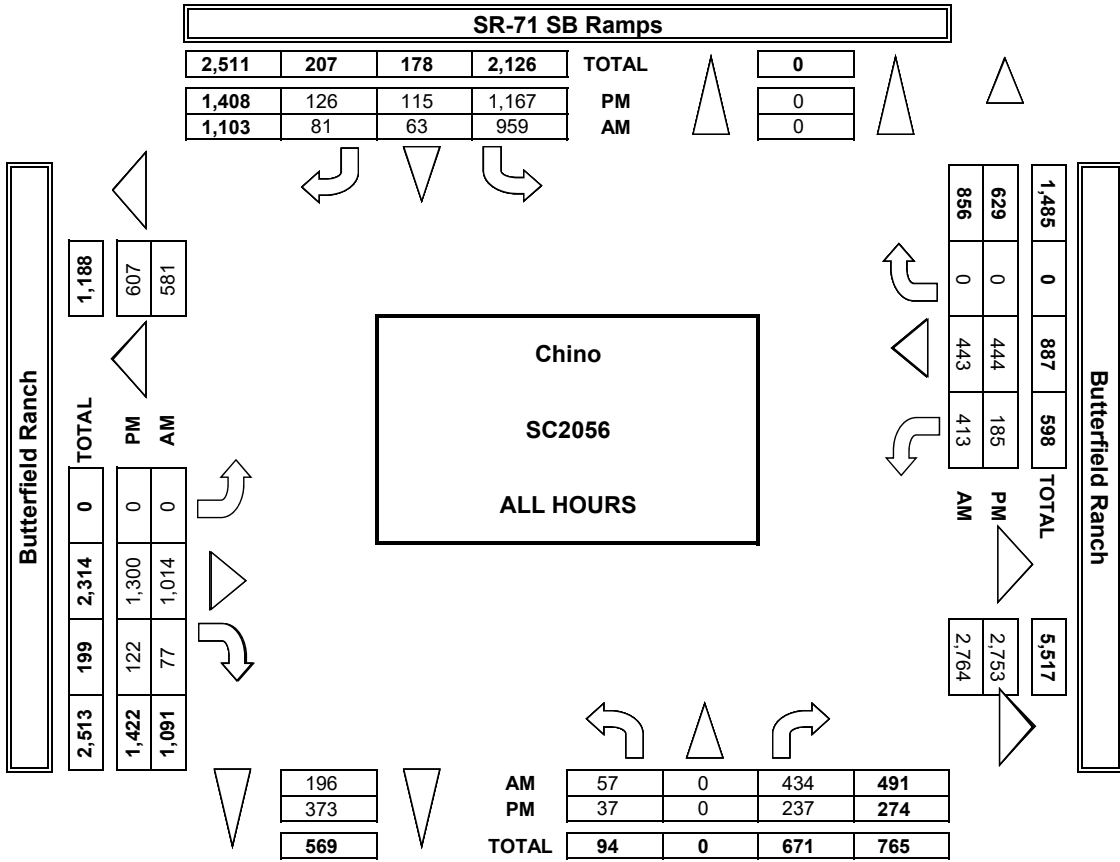 SR-71 SB Ramps
2,511 207 178 2,126 TOTAL 0
1,408 126 115 1,167 PM 0
1,103 81 63 959 AM 0
Butterfield Ranch
1,188
607
581
TOTAL
PM
AM
0 2,314 199 2,513
0 1,300 122 1,422
0 1,014 77 1,091
Chino
SC2056
ALL HOURS
1,485 0 887 598 TOTAL 5,517
629 0 444 185 PM 2,753
856 0 443 413 AM 2,764
Butterfield Ranch
196 AM 57 0 434 491
373 PM 37 0 237 274
569 TOTAL 94 0 671 765